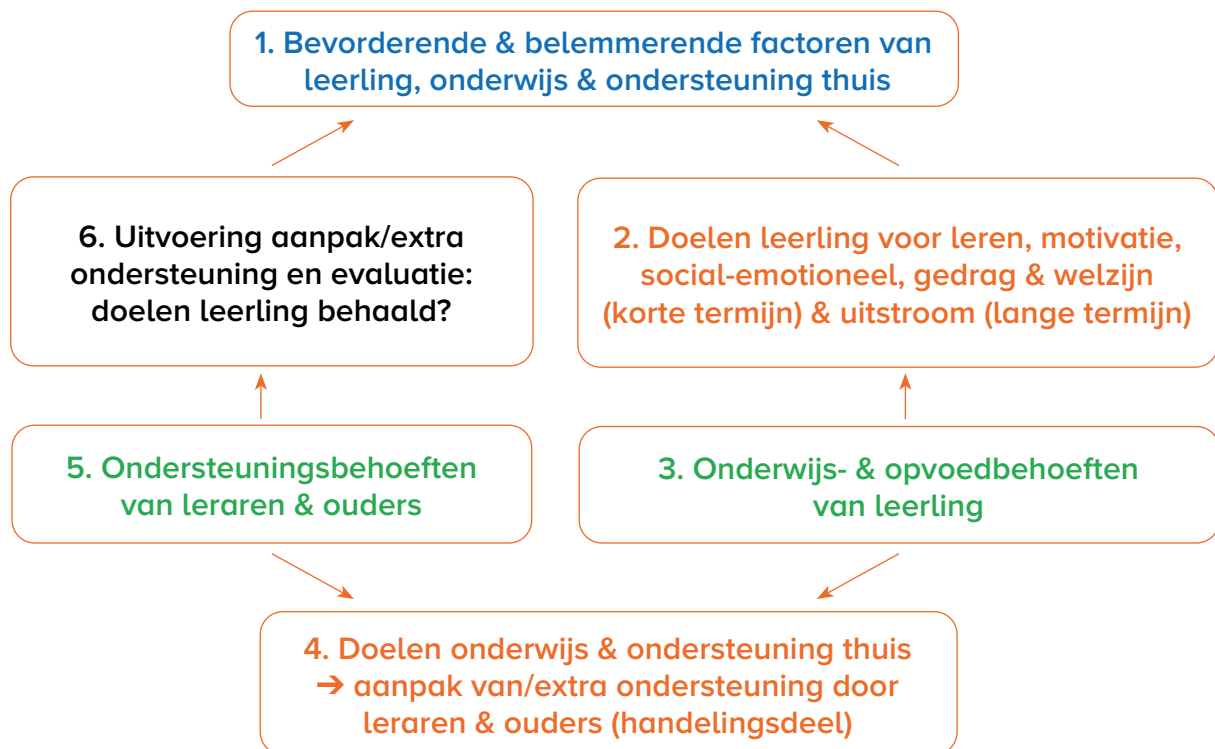 1. Bevorderende & belemmerende factoren van
leerling, onderwijs & ondersteuning thuis
6. Uitvoering aanpak/extra
ondersteuning en evaluatie:
doelen leerling behaald?
2. Doelen leerling voor leren, motivatie,
social-emotioneel, gedrag & welzijn
(korte termijn) & uitstroom (lange termijn)
5. Ondersteuningsbehoeften
van leraren & ouders
3. Onderwijs- & opvoedbehoeften
van leerling
4. Doelen onderwijs & ondersteuning thuis
➔ aanpak van/extra ondersteuning door
leraren & ouders (handelingsdeel)